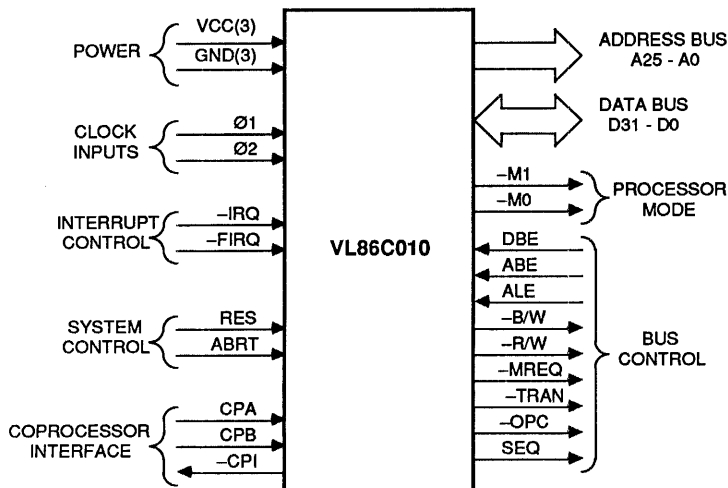 POWER
VCC(3)
GND(3)
CLOCK
INPUTS
Ø1
Ø2
INTERRUPT
CONTROL
–IRQ
–FIRQ
SYSTEM
CONTROL
RES
ABRT
COPROCESSOR
INTERFACE
CPA
CPB
–CPI
VL86C010
ADDRESS BUS
A25 - A0
DATA BUS
D31 - D0
–M1
–M0
PROCESSOR
MODE
DBE
ABE
ALE
–B/W
–R/W
–MREQ
–TRAN
–OPC
SEQ
BUS
CONTROL